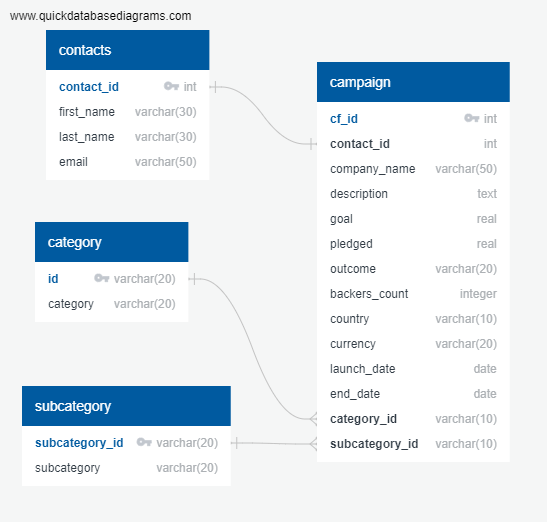 www.quickdatabasediagrams.com
contacts
contact_id int
first_name varchar(30)
last_name varchar(30)
email varchar(50)
campaign
cf_id int
contact_id int
company_name varchar(50)
description text
goal real
pledged real
outcome varchar(20)
backers_count integer
country varchar(10)
currency varchar(20)
launch_date date
end_date date
category_id varchar(10)
subcategory_id varchar(10)
category
id varchar(20)
category varchar(20)
subcategory
subcategory_id varchar(20)
subcategory varchar(20)